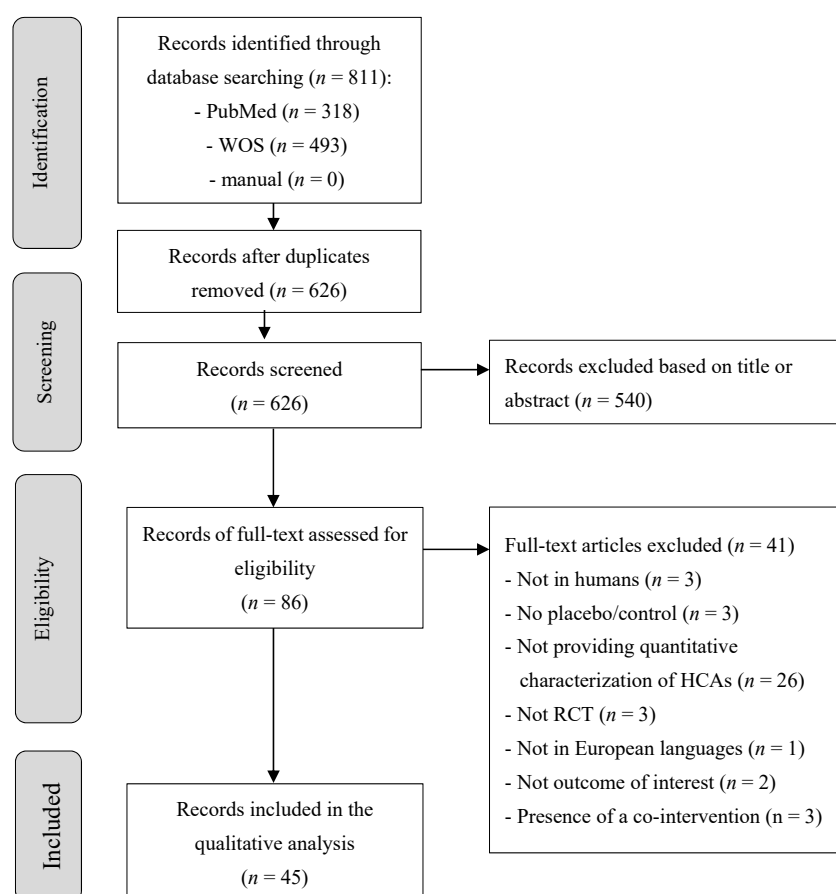 Identification
Records identified through
database searching (n = 811):
- PubMed (n = 318)
- WOS (n = 493)
- manual (n = 0)
Records after duplicates
removed (n = 626)
Screening
Records screened
(n = 626)
Records excluded based on title or
abstract (n = 540)
Eligibility
Records of full-text assessed for
eligibility
(n = 86)
Full-text articles excluded (n = 41)
- Not in humans (n = 3)
- No placebo/control (n = 3)
- Not providing quantitative
characterization of HCAs (n = 26)
- Not RCT (n = 3)
- Not in European languages (n = 1)
- Not outcome of interest (n = 2)
- Presence of a co-intervention (n = 3)
Included
Records included in the
qualitative analysis
(n = 45)